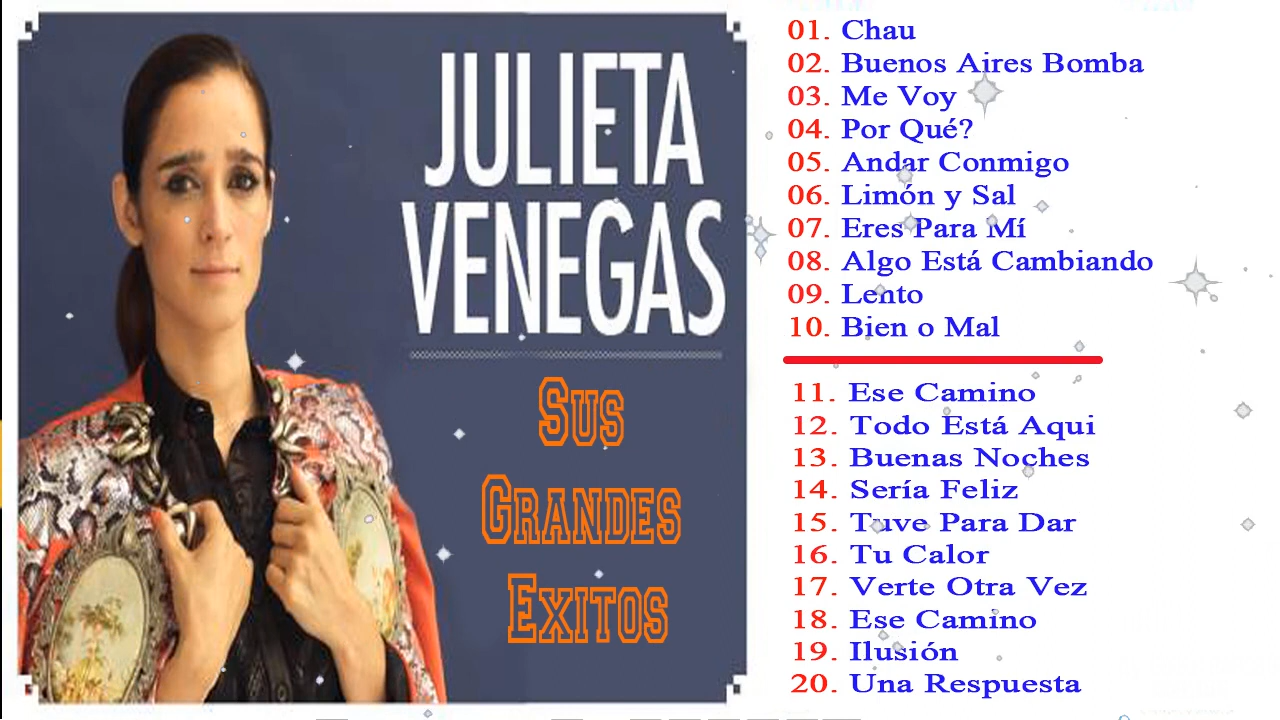 JULIETA
VENEGAS
Sus
Grandes
Exitos
01. Chau
02. Buenos Aires Bomba
03. Me Voy
04. Por Qué?
05. Andar Conmigo
06. Limón y Sal
07. Eres Para Mí
08. Algo Está Cambiando
09. Lento
10. Bien o Mal
11. Ese Camino
12. Todo Está Aqui
13. Buenas Noches
14. Sería Feliz
15. Tuve Para Dar
16. Tu Calor
17. Verte Otra Vez
18. Ese Camino
19. Ilusión
20. Una Respuesta